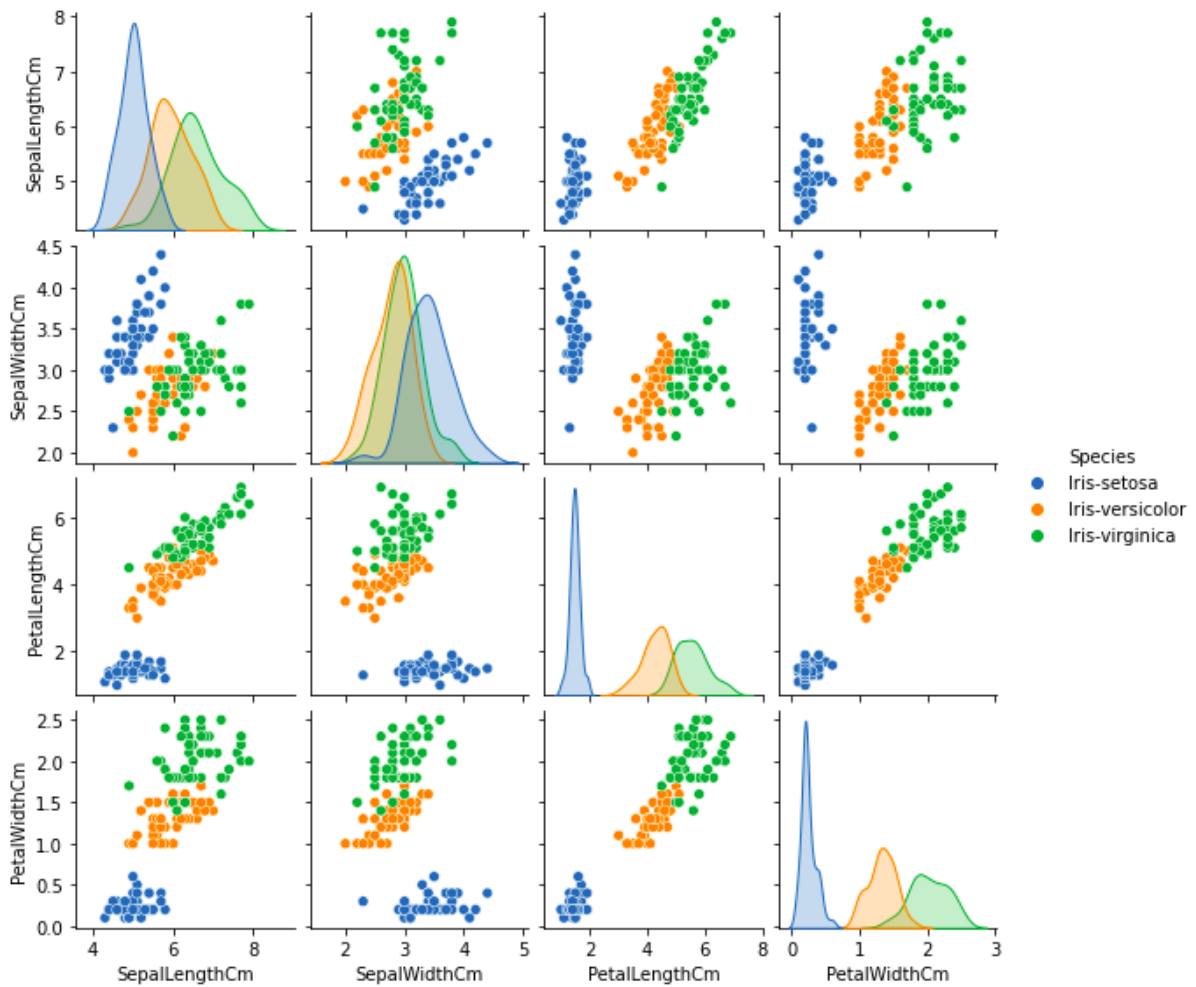 8
7
6
5
SepalLengthCm
4.5
4.0
3.5
3.0
2.5
2.0
SepalWidthCm
Species
Iris-setosa
Iris-versicolor
Iris-virginica
6
4
2
PetalLengthCm
2.5
2.0
1.5
1.0
0.5
0.0
PetalWidthCm
4 6 8 2 3 4 5 2 4 6 8 0 1 2 3
SepalLengthCm SepalWidthCm PetalLengthCm PetalWidthCm